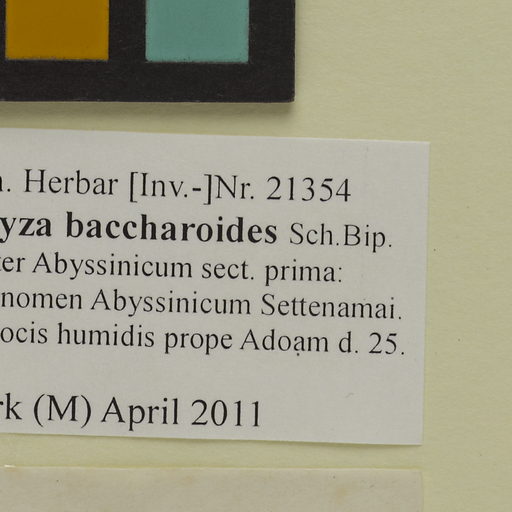 . Herbar [Inv.-]Nr. 21354
yza baccharoides Sch.Bip.
ter Abyssinicum sect. prima:
nomen Abyssinicum Settenamai.
ocis humidis prope Adoam d. 25.
rk (M) April 2011